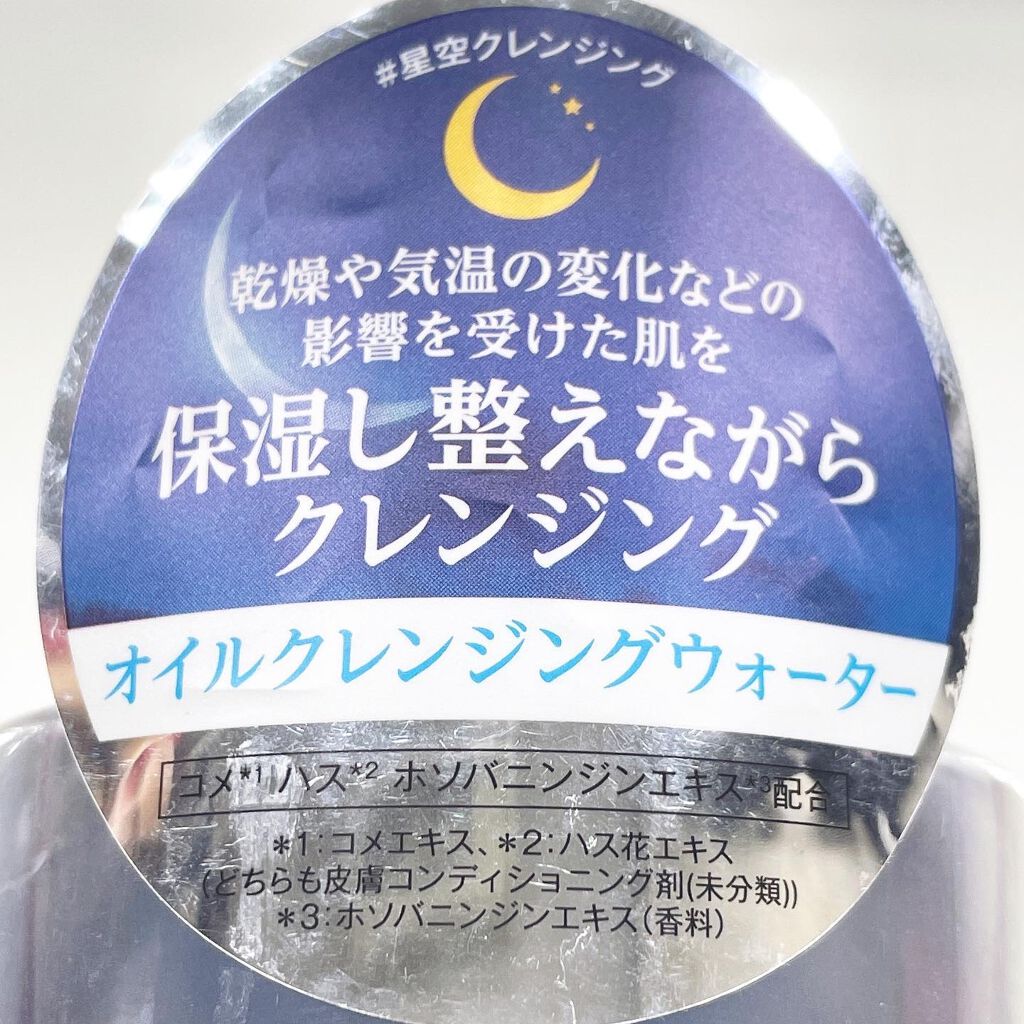 #星空クレンジング
乾燥や気温の変化などの
影響を受けた肌を
保湿し整えながら
クレンジング
オイルクレンジングウォーター
コメ*1 ハス*2 ホソバニンジンエキス*3配合
*1:コメエキス、*2:ハス花エキス
(どちらも皮膚コンディショニング剤(未分類))
*3:ホソバニンジンエキス(香料)